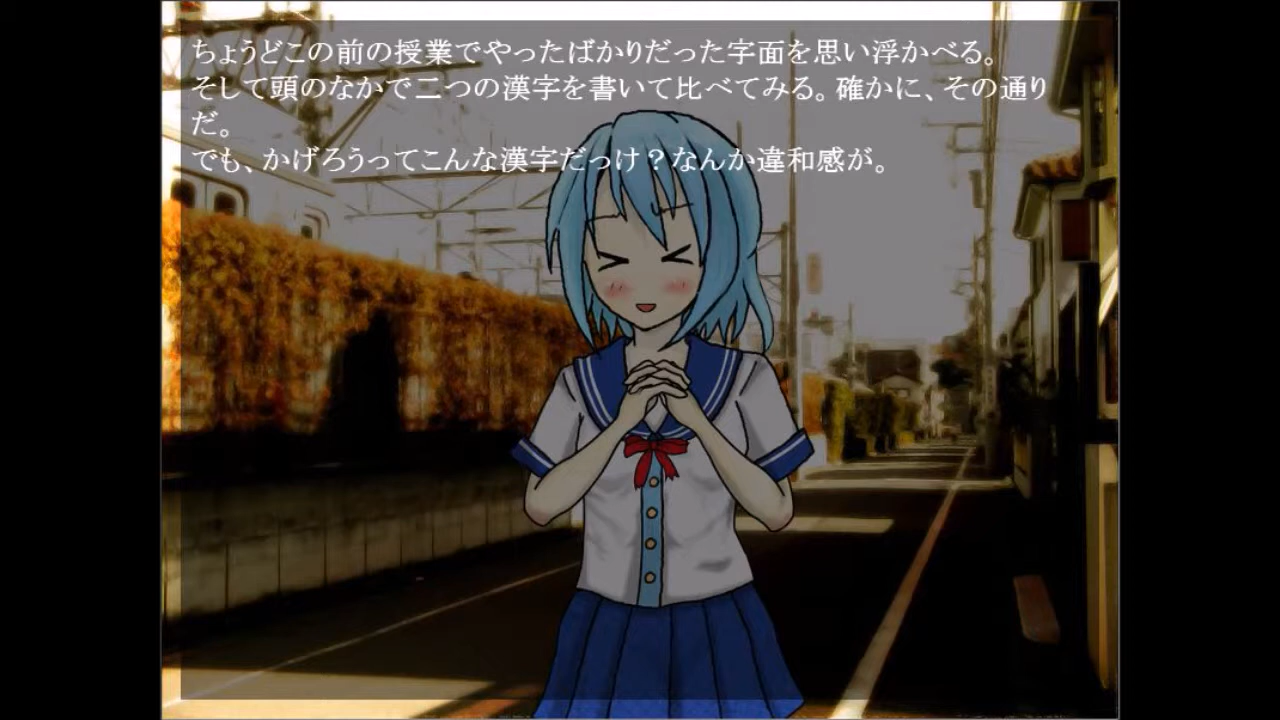 ちょうどこの前の授業でやったばかりだった字面を思い浮かべる。
そして頭のなかで二つの漢字を書いて比べてみる。確かに、その通り
だ。
でも、かげろうってこんな漢字だっけ？なんか違和感が。